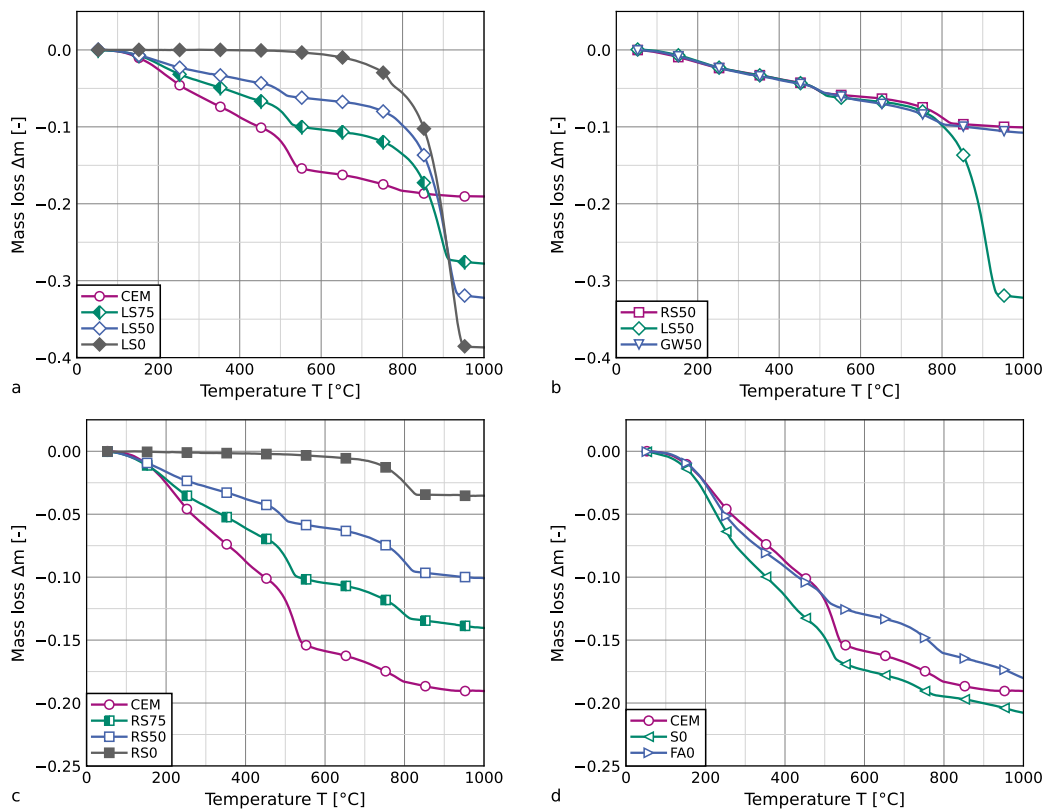 0.0
−0.1
−0.2
−0.3
−0.4
Mass loss Δm [-]
CEM
LS75
LS50
LS0
0 200 400 600 800 1000
Temperature T [°C]
a
0.0
−0.1
−0.2
−0.3
−0.4
Mass loss Δm [-]
RS50
LS50
GW50
0 200 400 600 800 1000
Temperature T [°C]
b
0.00
−0.05
−0.10
−0.15
−0.20
−0.25
Mass loss Δm [-]
CEM
RS75
RS50
RS0
0 200 400 600 800 1000
Temperature T [°C]
c
0.00
−0.05
−0.10
−0.15
−0.20
−0.25
Mass loss Δm [-]
CEM
S0
FA0
0 200 400 600 800 1000
Temperature T [°C]
d